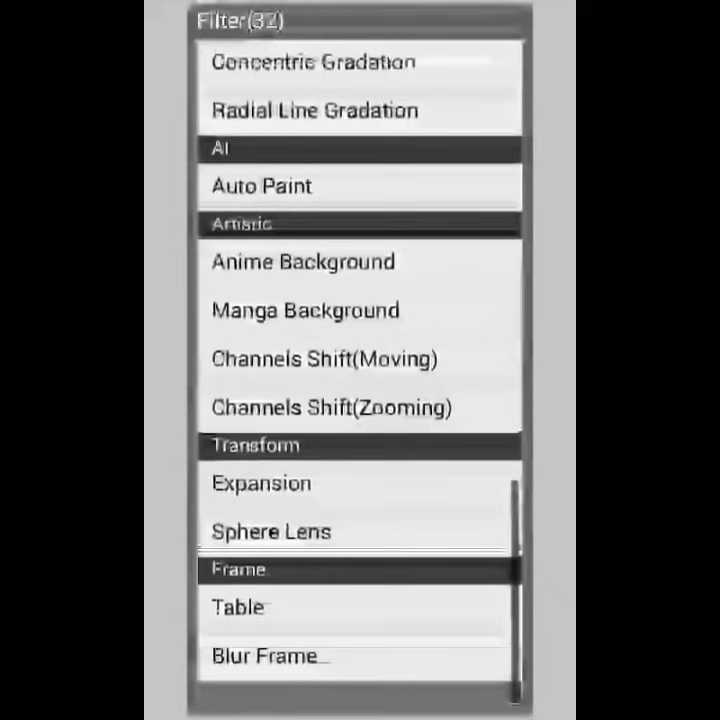 Filter(32)
Concentric Gradation
Radial Line Gradation
AI
Auto Paint
Artistic
Anime Background
Manga Background
Channels Shift(Moving)
Channels Shift(Zooming)
Transform
Expansion
Sphere Lens
Frame
Table
Blur Frame